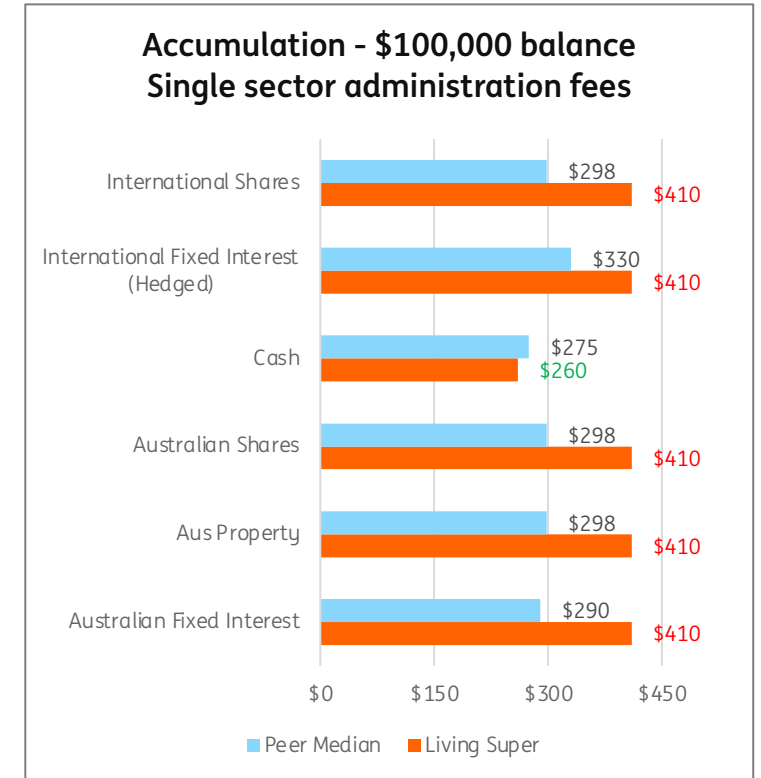 Accumulation - $100,000 balance
Single sector administration fees
International Shares
$298
$410
International Fixed Interest
(Hedged)
$330
$410
Cash
$275
$260
Australian Shares
$298
$410
Aus Property
$298
$410
Australian Fixed Interest
$290
$410
$0 $150 $300 $450
Peer Median Living Super